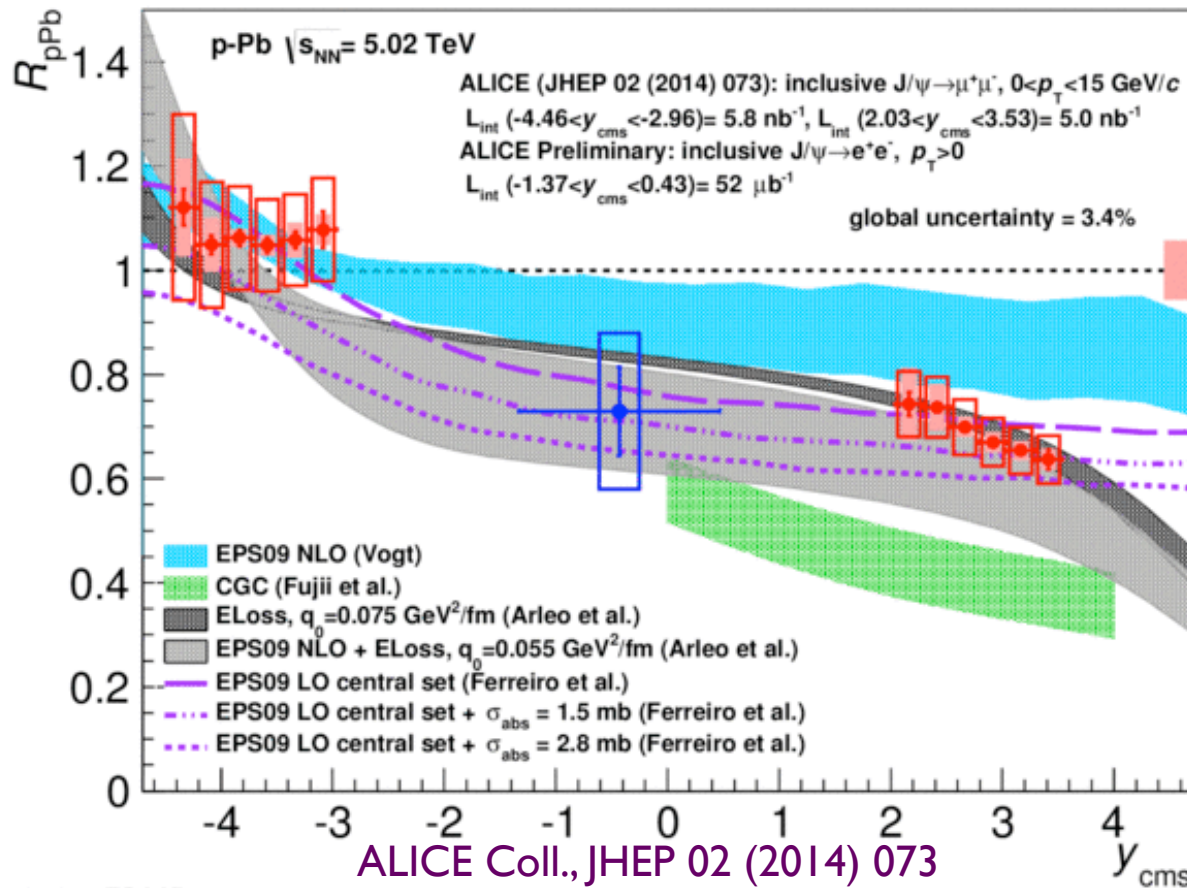 R_pPb
p-Pb √s_NN= 5.02 TeV
ALICE (JHEP 02 (2014) 073): inclusive J/ψ→μ⁺μ⁻, 0<p_T<15 GeV/c
L_int (-4.46<y_cms<-2.96)= 5.8 nb⁻¹, L_int (2.03<y_cms<3.53)= 5.0 nb⁻¹
ALICE Preliminary: inclusive J/ψ→e⁺e⁻, p_T>0
L_int (-1.37<y_cms<0.43)= 52 μb⁻¹
global uncertainty = 3.4%
1.4
1.2
1
0.8
0.6
0.4
0.2
0
EPS09 NLO (Vogt)
CGC (Fujii et al.)
ELoss, q_0=0.075 GeV²/fm (Arleo et al.)
EPS09 NLO + ELoss, q_0=0.055 GeV²/fm (Arleo et al.)
EPS09 LO central set (Ferreiro et al.)
EPS09 LO central set + σ_abs = 1.5 mb (Ferreiro et al.)
EPS09 LO central set + σ_abs = 2.8 mb (Ferreiro et al.)
-4 -3 -2 -1 0 1 2 3 4
y_cms
ALICE Coll., JHEP 02 (2014) 073